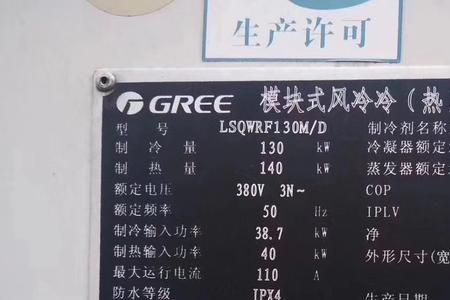 生产许可
GREE 模块式风冷冷(热
型号 LSQWRF130M/D 制冷剂名称
制冷量 130 kW 冷凝器额定
制热量 140 kW 蒸发器额定
额定电压 380V 3N~ COP
额定频率 50 Hz IPLV
制冷输入功率 38.7 kW 净
制热输入功率 40 kW 外形尺寸(宽
最大运行电流 110 A
防水等级 IPX4 生产日期